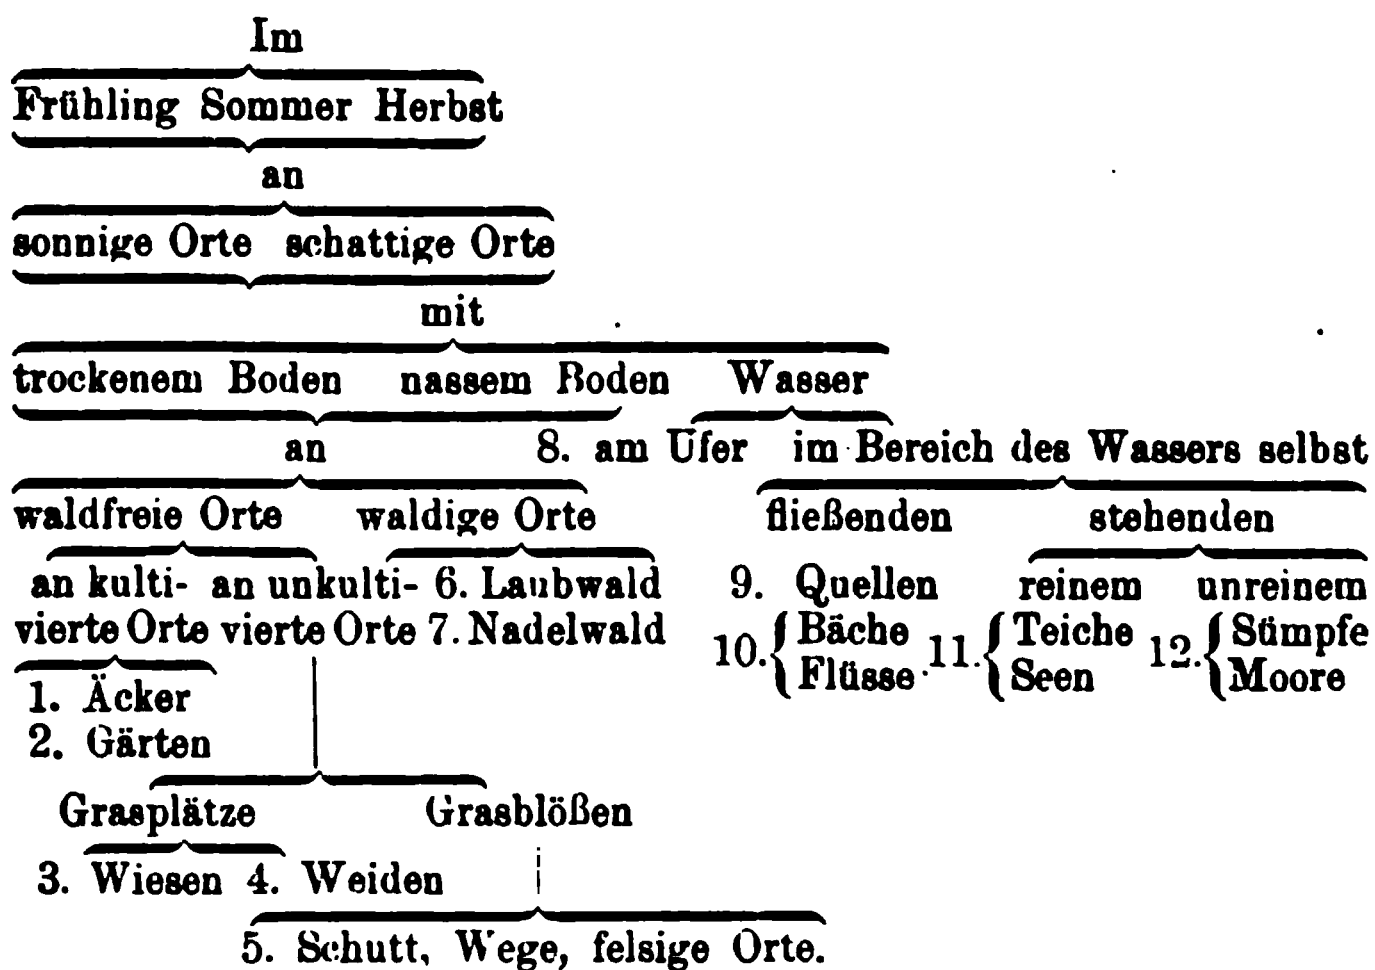 Im
Frühling Sommer Herbst
an
sonnige Orte schattige Orte
mit
trockenem Boden nassem Boden Wasser
an 8. am Ufer im Bereich des Wassers selbst
waldfreie Orte waldige Orte fließenden stehenden
an kulti- an unkulti- 6. Laubwald 9. Quellen reinem unreinem
vierte Orte vierte Orte 7. Nadelwald 10. { Bäche 11. { Teiche 12. { Sümpfe
Flüsse Seen Moore
1. Äcker
2. Gärten
Grasplätze Grasblößen
3. Wiesen 4. Weiden
5. Schutt, Wege, felsige Orte.